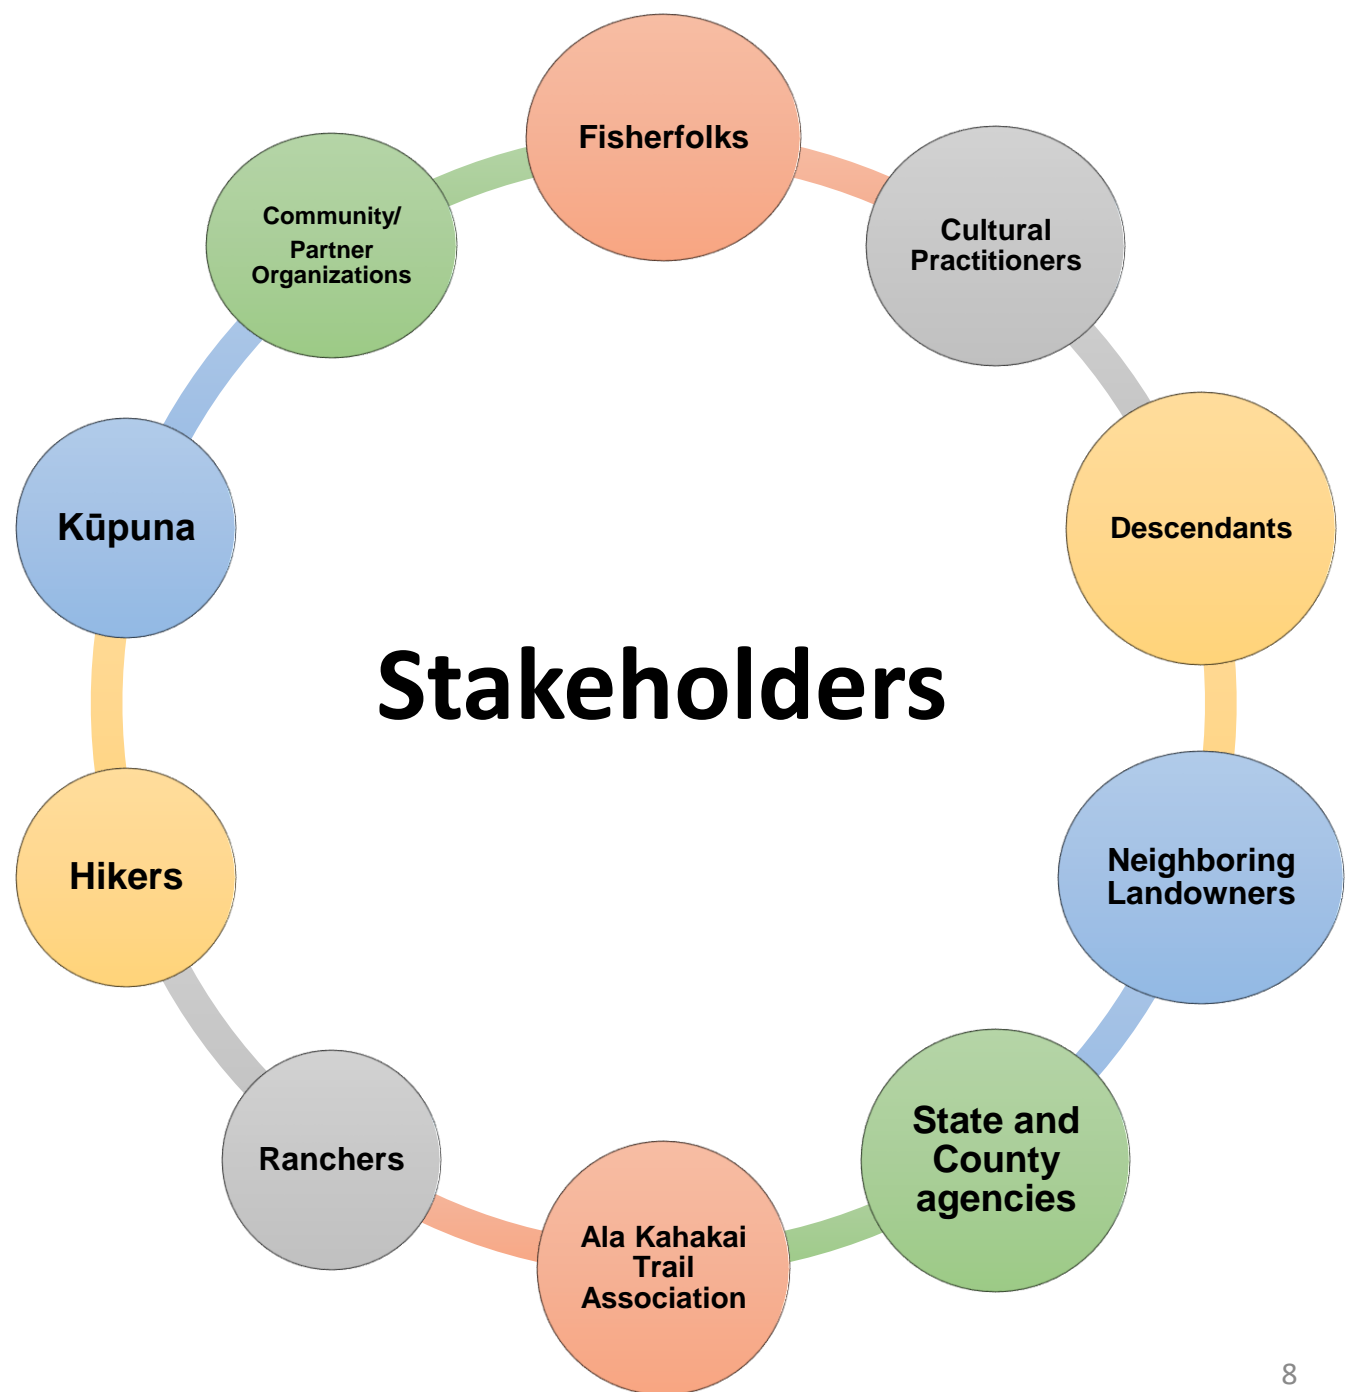 Fisherfolks
Cultural
Practitioners
Descendants
Neighboring
Landowners
State and
County
agencies
Ala Kahakai
Trail
Association
Ranchers
Hikers
Kūpuna
Community/
Partner
Organizations
Stakeholders
8